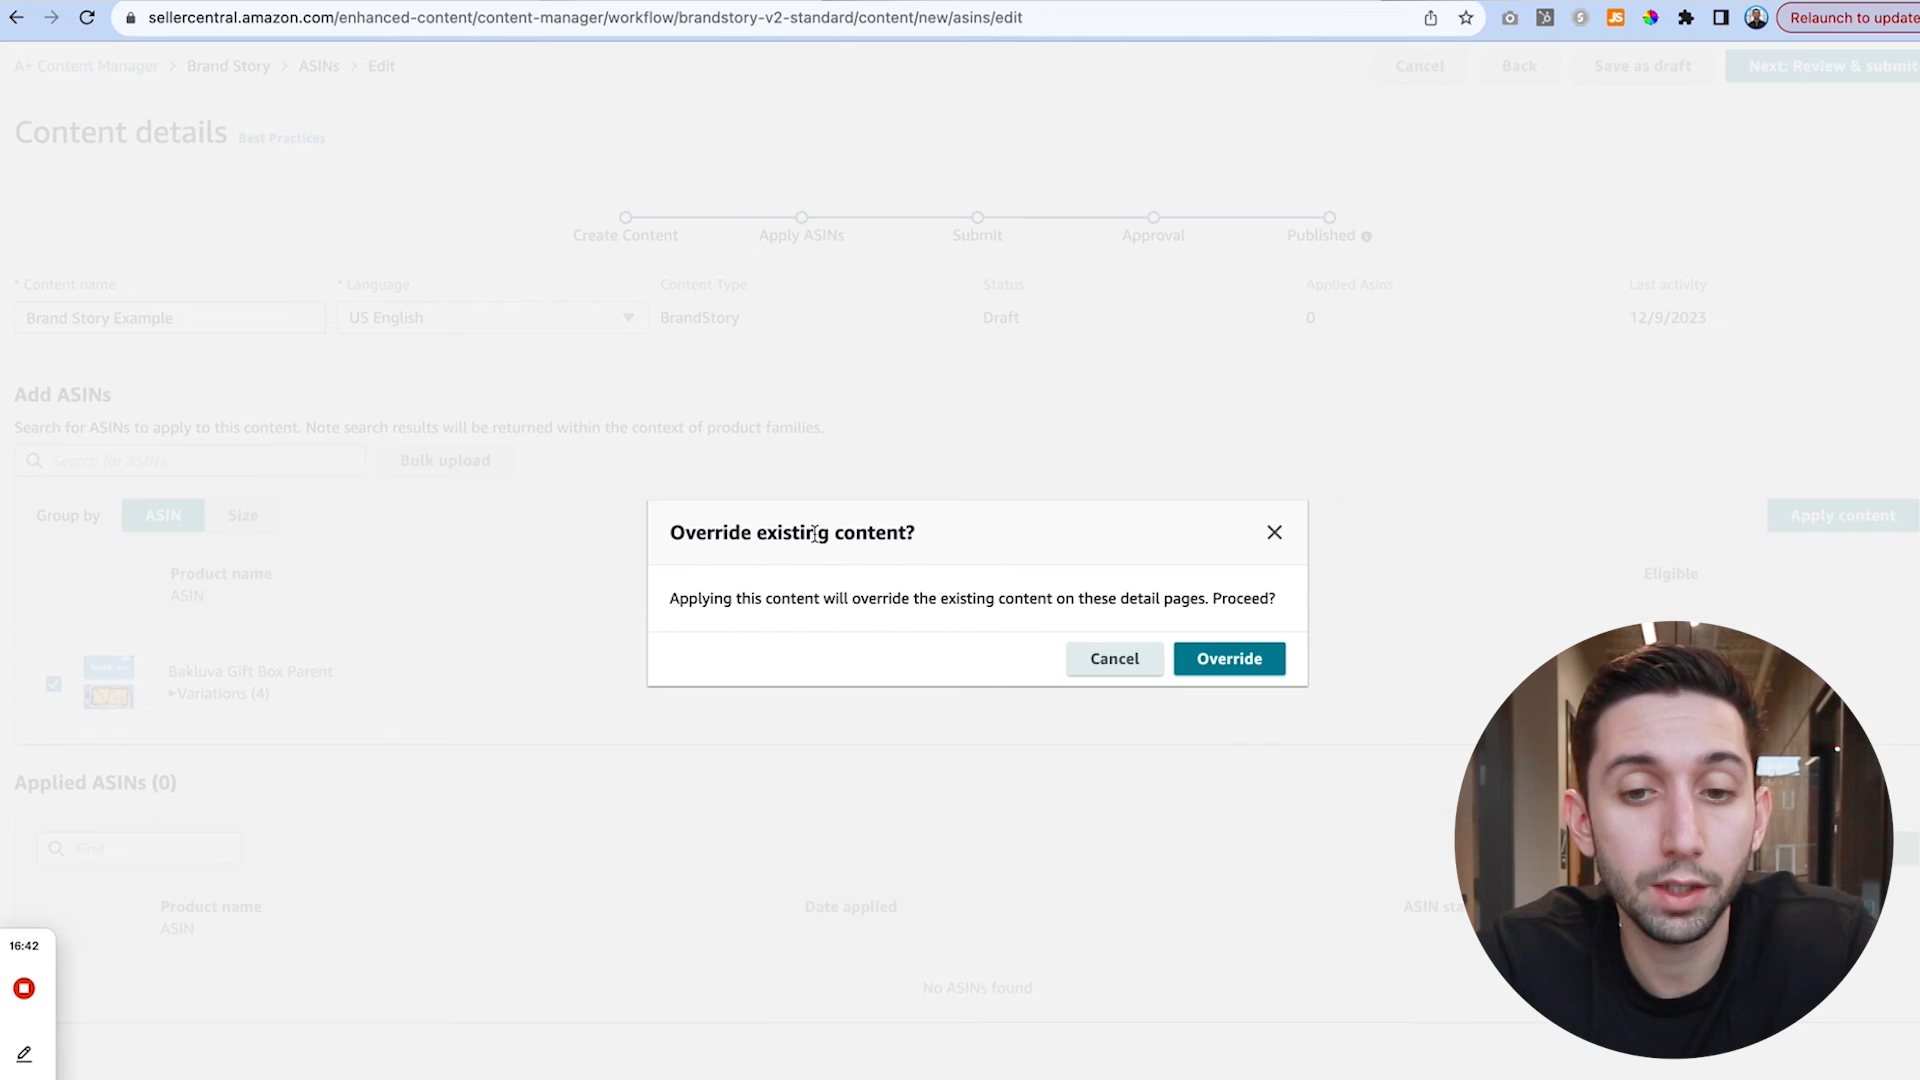 sellercentral.amazon.com/enhanced-content/content-manager/workflow/brandstory-v2-standard/content/new/asins/edit
Relaunch to update
A+ Content Manager > Brand Story > ASINs > Edit
Cancel
Back
Save as draft
Next: Review & submit
Content details Best Practices
Create Content
Apply ASINs
Submit
Approval
Published
* Content name
* Language
Content Type
Status
Applied Asins
Last activity
Brand Story Example
US English
BrandStory
Draft
0
12/9/2023
Add ASINs
Search for ASINs to apply to this content. Note search results will be returned within the context of product families.
Search for ASINs
Bulk upload
Group by
ASIN
Size
Apply content
Product name
ASIN
Eligible
Override existing content?
Applying this content will override the existing content on these detail pages. Proceed?
Cancel
Override
Bakluva Gift Box Parent
Variations (4)
Applied ASINs (0)
Find
Product name
ASIN
Date applied
ASIN
No ASINs found
16:42